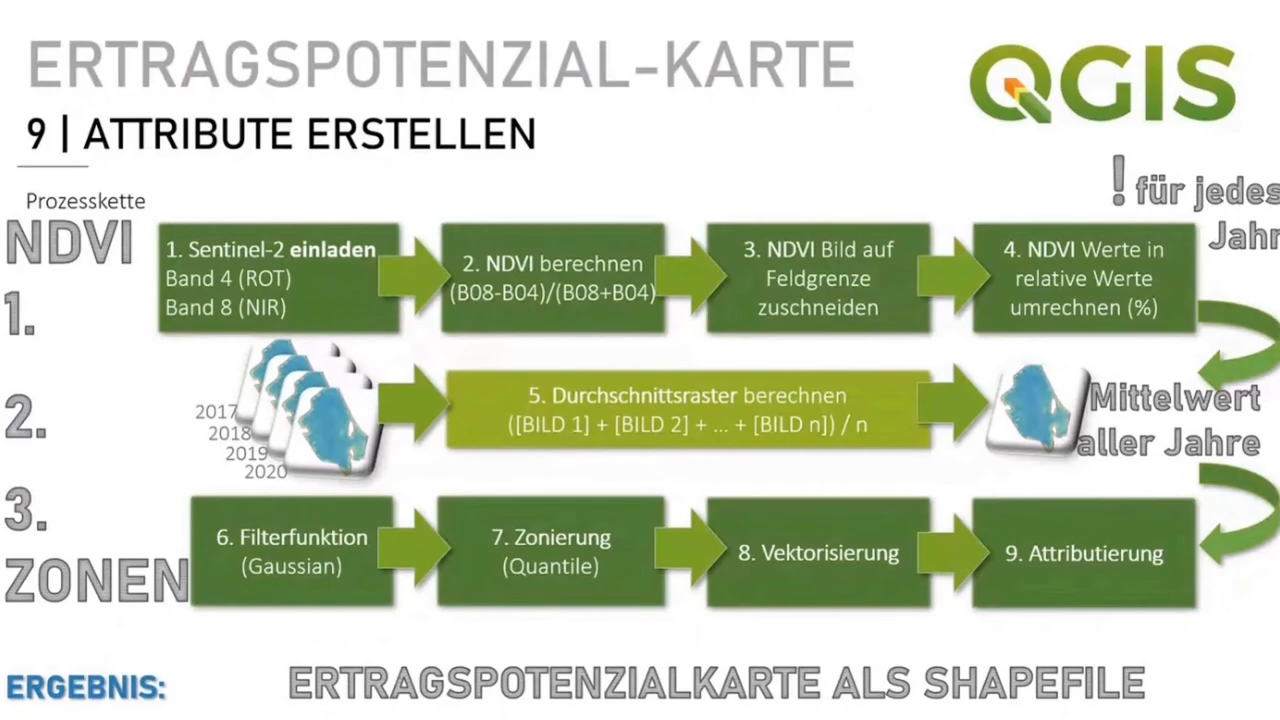 ERTRAGSPOTENZIAL-KARTE
QGIS
9 | ATTRIBUTE ERSTELLEN
! für jedes
Jahr
Prozesskette
NDVI
1.
1. Sentinel-2 einladen
Band 4 (ROT)
Band 8 (NIR)
2. NDVI berechnen
(B08-B04)/(B08+B04)
3. NDVI Bild auf
Feldgrenze
zuschneiden
4. NDVI Werte in
relative Werte
umrechnen (%)
2.
2017
2018
2019
2020
5. Durchschnittsraster berechnen
([BILD 1] + [BILD 2] + ... + [BILD n]) / n
Mittelwert
aller Jahre
3.
ZONEN
6. Filterfunktion
(Gaussian)
7. Zonierung
(Quantile)
8. Vektorisierung
9. Attributierung
ERGEBNIS:
ERTRAGSPOTENZIALKARTE ALS SHAPEFILE